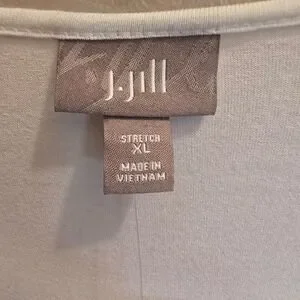 J.Jill
STRETCH
XL
MADE IN
VIETNAM